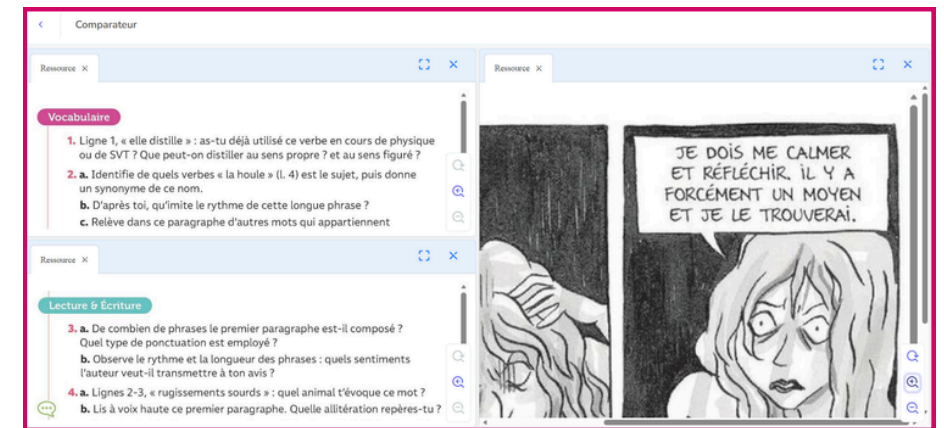 Comparateur
Ressource ×
Vocabulaire
1. Ligne 1, « elle distille » : as-tu déjà utilisé ce verbe en cours de physique
ou de SVT ? Que peut-on distiller au sens propre ? et au sens figuré ?
2. a. Identifie de quels verbes « la houle » (l. 4) est le sujet, puis donne
un synonyme de ce nom.
b. D'après toi, qu'imite le rythme de cette longue phrase ?
c. Relève dans ce paragraphe d'autres mots qui appartiennent
Ressource ×
Lecture & Écriture
3. a. De combien de phrases le premier paragraphe est-il composé ?
Quel type de ponctuation est employé ?
b. Observe le rythme et la longueur des phrases : quels sentiments
l'auteur veut-il transmettre à ton avis ?
4. a. Lignes 2-3, « rugissements sourds » : quel animal t'évoque ce mot ?
b. Lis à voix haute ce premier paragraphe. Quelle allitération repères-tu ?
Ressource ×
JE DOIS ME CALMER
ET RÉFLÉCHIR. IL Y A
FORCÉMENT UN MOYEN
ET JE LE TROUVERAI.